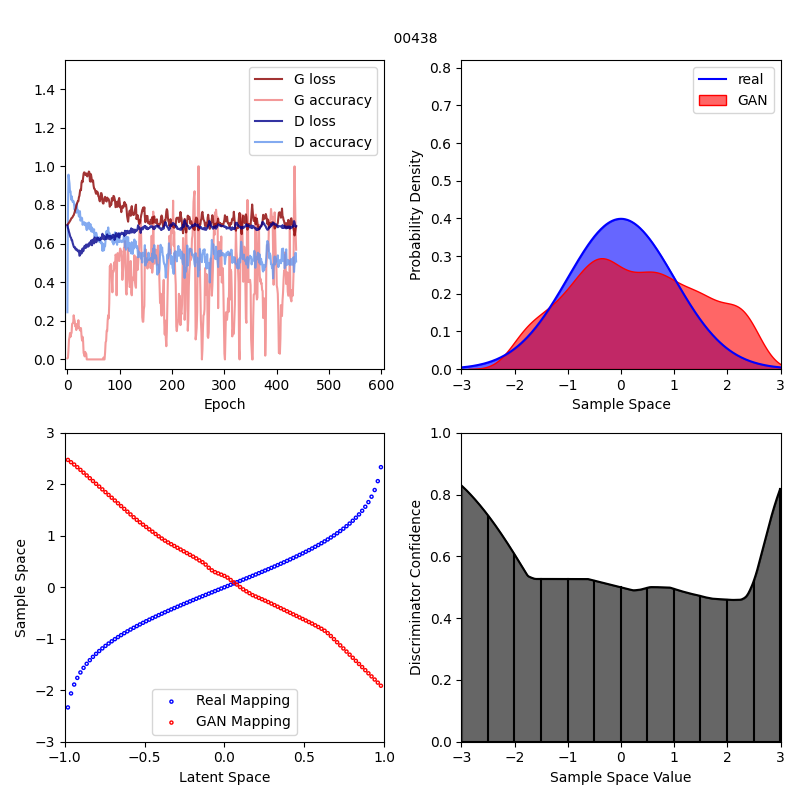 00438
G loss
G accuracy
D loss
D accuracy
1.4
1.2
1.0
0.8
0.6
0.4
0.2
0.0
0 100 200 300 400 500 600
Epoch
real
GAN
Probability Density
0.8
0.7
0.6
0.5
0.4
0.3
0.2
0.1
0.0
−3 −2 −1 0 1 2 3
Sample Space
Sample Space
3
2
1
0
−1
−2
−3
Real Mapping
GAN Mapping
−1.0 −0.5 0.0 0.5 1.0
Latent Space
Discriminator Confidence
1.0
0.8
0.6
0.4
0.2
0.0
−3 −2 −1 0 1 2 3
Sample Space Value